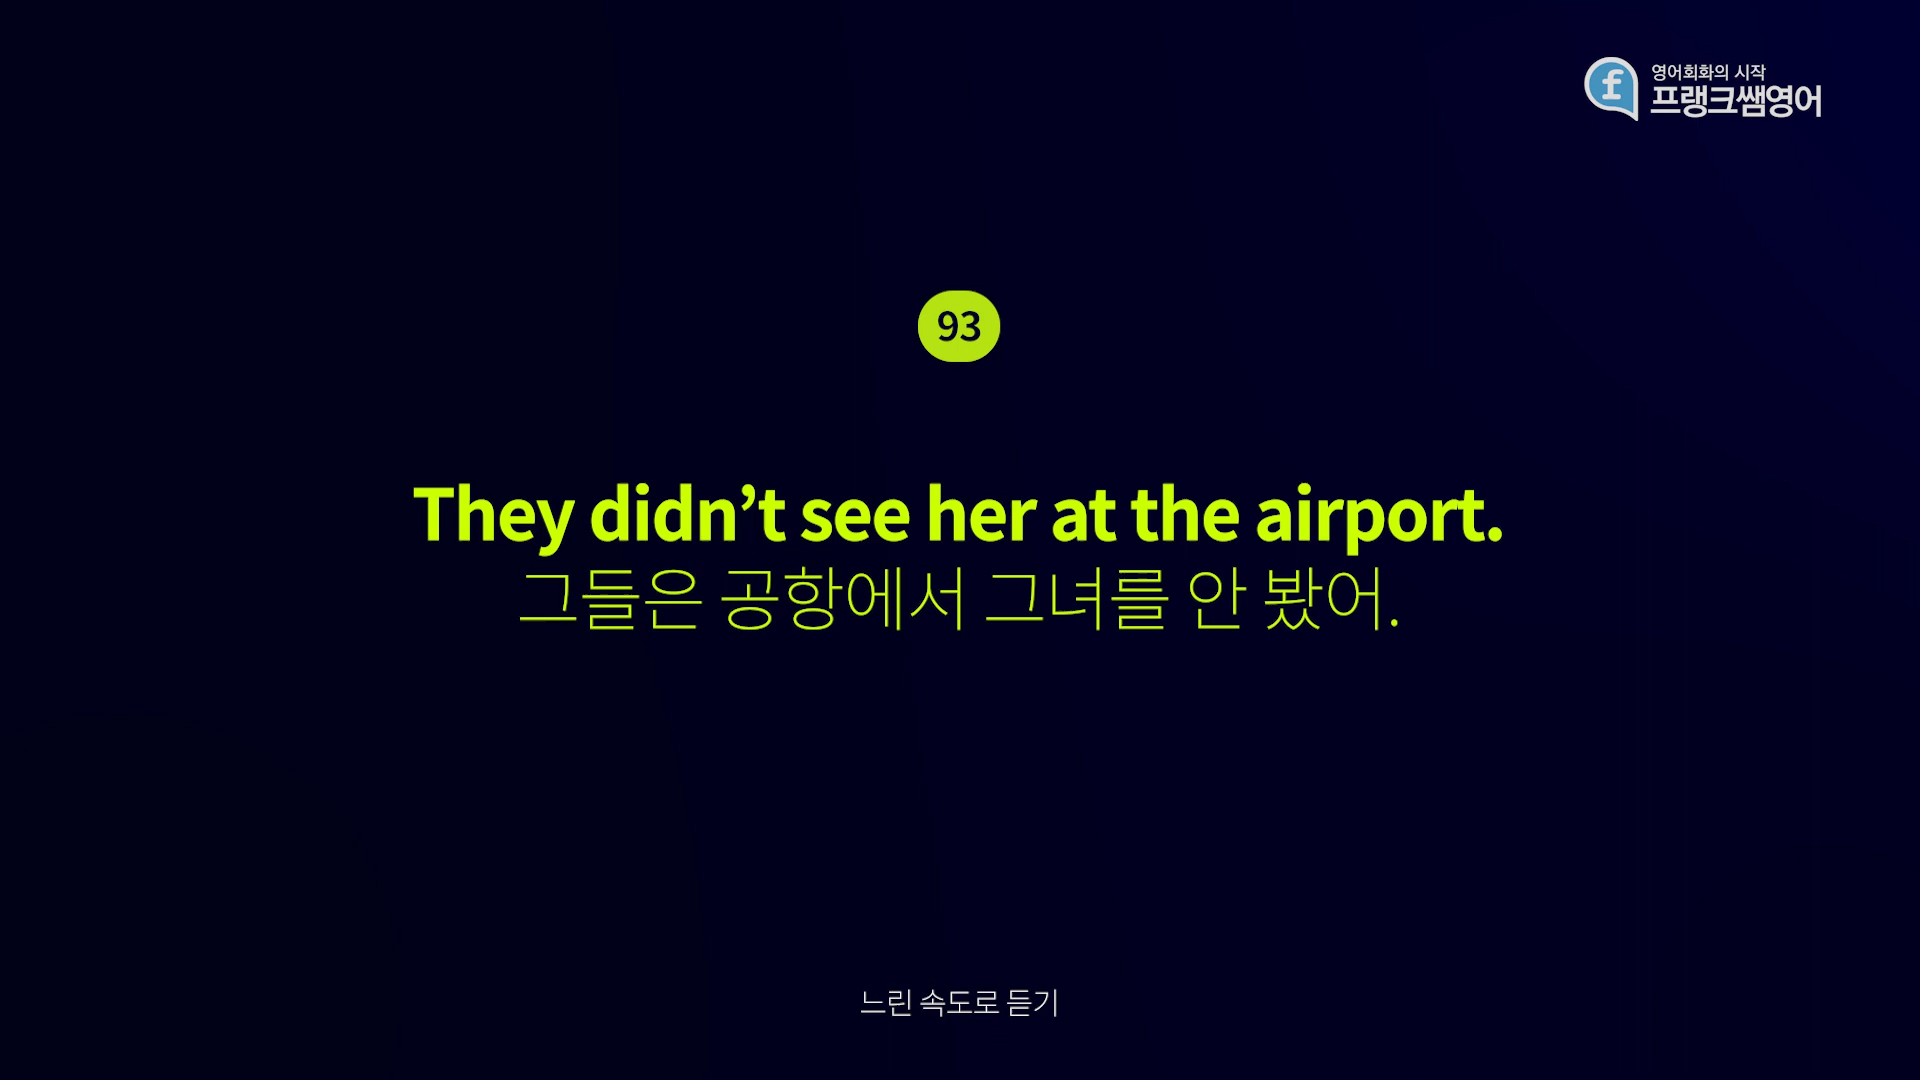 영어회화의 시작
프랭크쌤영어
93
They didn’t see her at the airport.
그들은 공항에서 그녀를 안 봤어.
느린 속도로 듣기